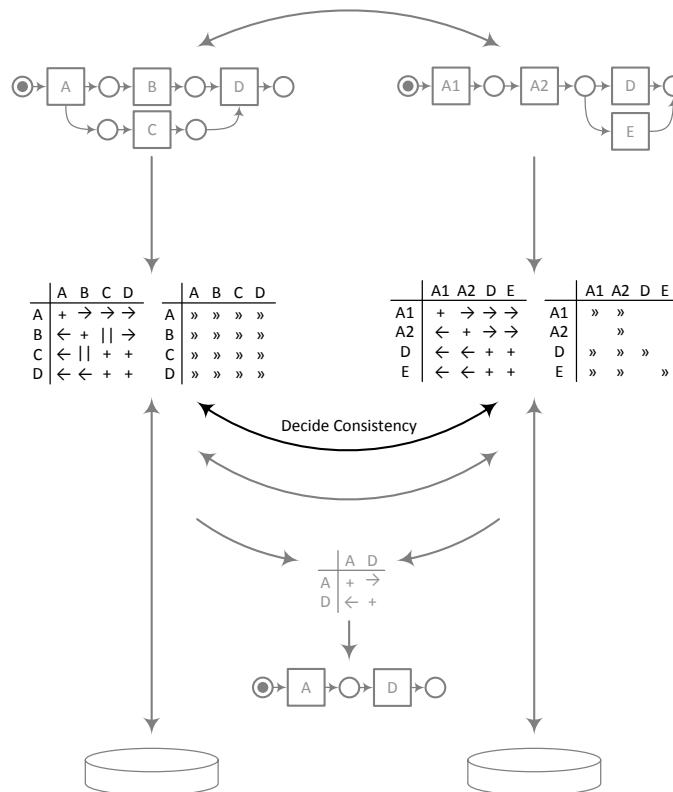 A B D A1 A2 D
C E
A B C D A B C D A1 A2 D E A1 A2 D E
A + → → → A » » » » A1 + → → → A1 » »
B ← + || → B » » » » A2 ← + → → A2 »
C ← || + + C » » » » D ← ← + + D » » »
D ← ← + + D » » » » E ← ← + + E » » »
Decide Consistency
A D
A + →
D ← +
A D